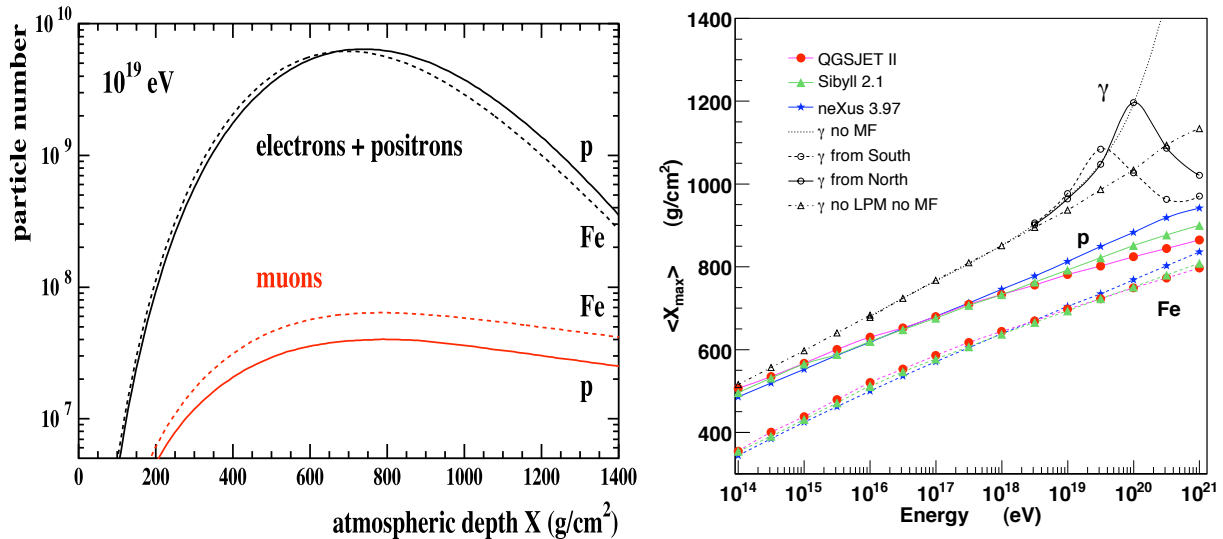 particle number
10^10
10^9
10^8
10^7
10^19 eV
electrons + positrons
p
Fe
muons
Fe
p
0 200 400 600 800 1000 1200 1400
atmospheric depth X (g/cm^2)
<X_max> (g/cm^2)
1400
1200
1000
800
600
400
QGSJET II
Sibyll 2.1
neXus 3.97
γ no MF
γ from South
γ from North
γ no LPM no MF
γ
p
Fe
10^14 10^15 10^16 10^17 10^18 10^19 10^20 10^21
Energy (eV)